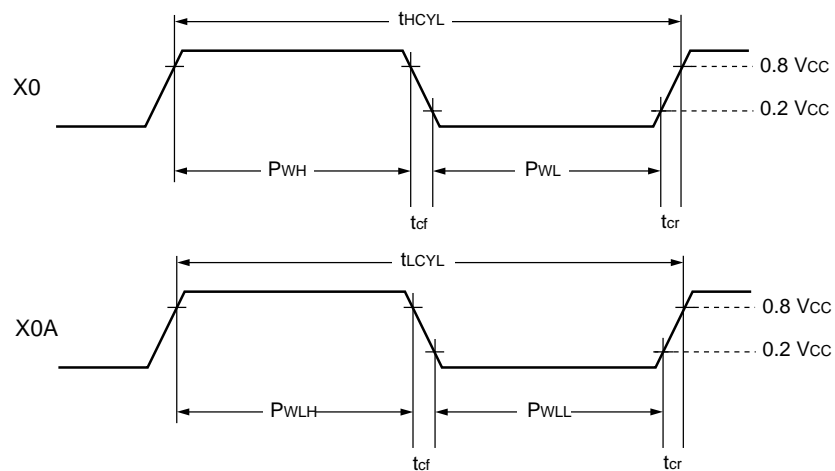 tHCYL
0.8 VCC
X0
0.2 VCC
PWH
PWL
tcf
tcr
tLCYL
0.8 VCC
X0A
0.2 VCC
PWLH
PWLL
tcf
tcr